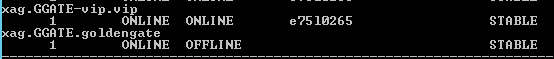 xag.GGATE-vip.vip
1 ONLINE ONLINE e7510265 STABLE
xag.GGATE.goldengate
1 ONLINE OFFLINE STABLE
--------------------------------------------------------------------------------